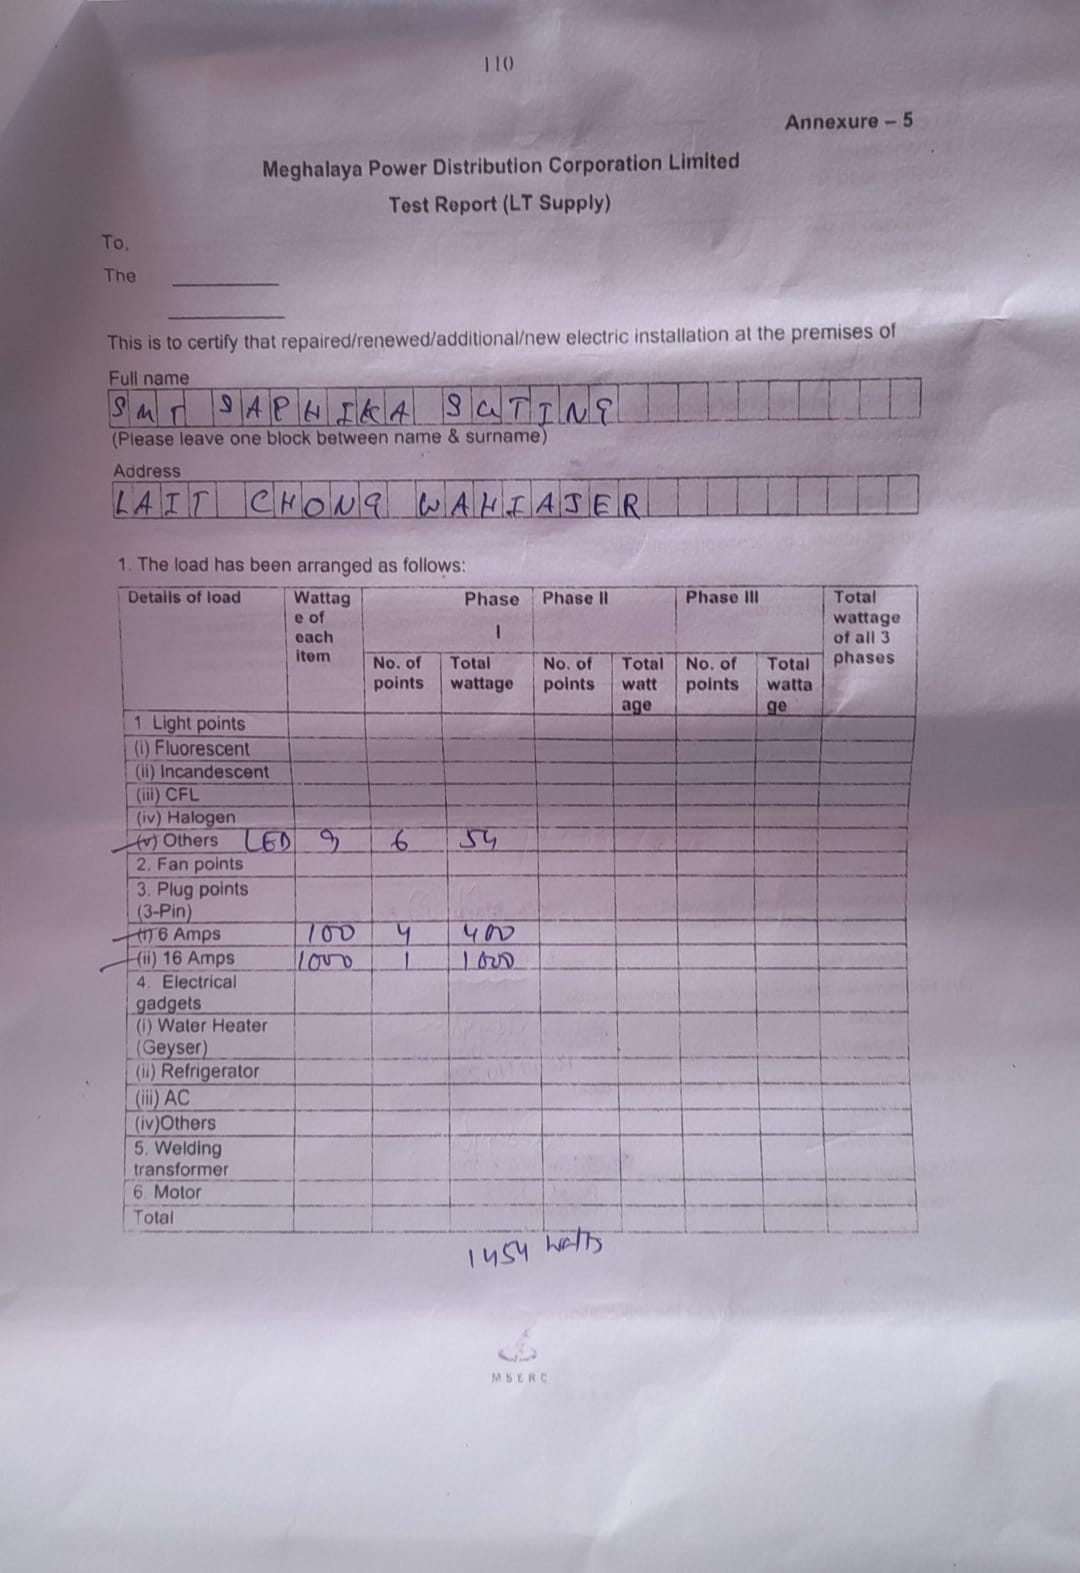 110
Annexure – 5
Meghalaya Power Distribution Corporation Limited
Test Report (LT Supply)
To,
The
This is to certify that repaired/renewed/additional/new electric installation at the premises of
Full name
SMT SAPHIKA SUTING
(Please leave one block between name & surname)
Address
LAIT CHONG WAHIAJER
1. The load has been arranged as follows:
Details of load Wattag e of each item Phase I Phase II Phase III Total wattage of all 3 phases
No. of points Total wattage No. of points Total watt age No. of points Total watta ge
1 Light points
(i) Fluorescent
(ii) Incandescent
(iii) CFL
(iv) Halogen
(v) Others LED 9 6 54
2. Fan points
3. Plug points
(3-Pin)
(i) 6 Amps 100 4 400
(ii) 16 Amps 1000 1 1000
4. Electrical
gadgets
(i) Water Heater
(Geyser)
(ii) Refrigerator
(iii) AC
(iv)Others
5. Welding
transformer
6. Motor
Total
1454 watts
MSERC